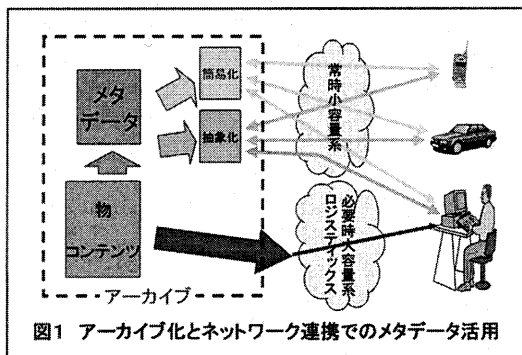 メタ
データ
簡易化
抽象化
物
コンテンツ
アーカイブ
常時小容量系
必要時大容量系
ロジスティックス
図1 アーカイブ化とネットワーク連携でのメタデータ活用